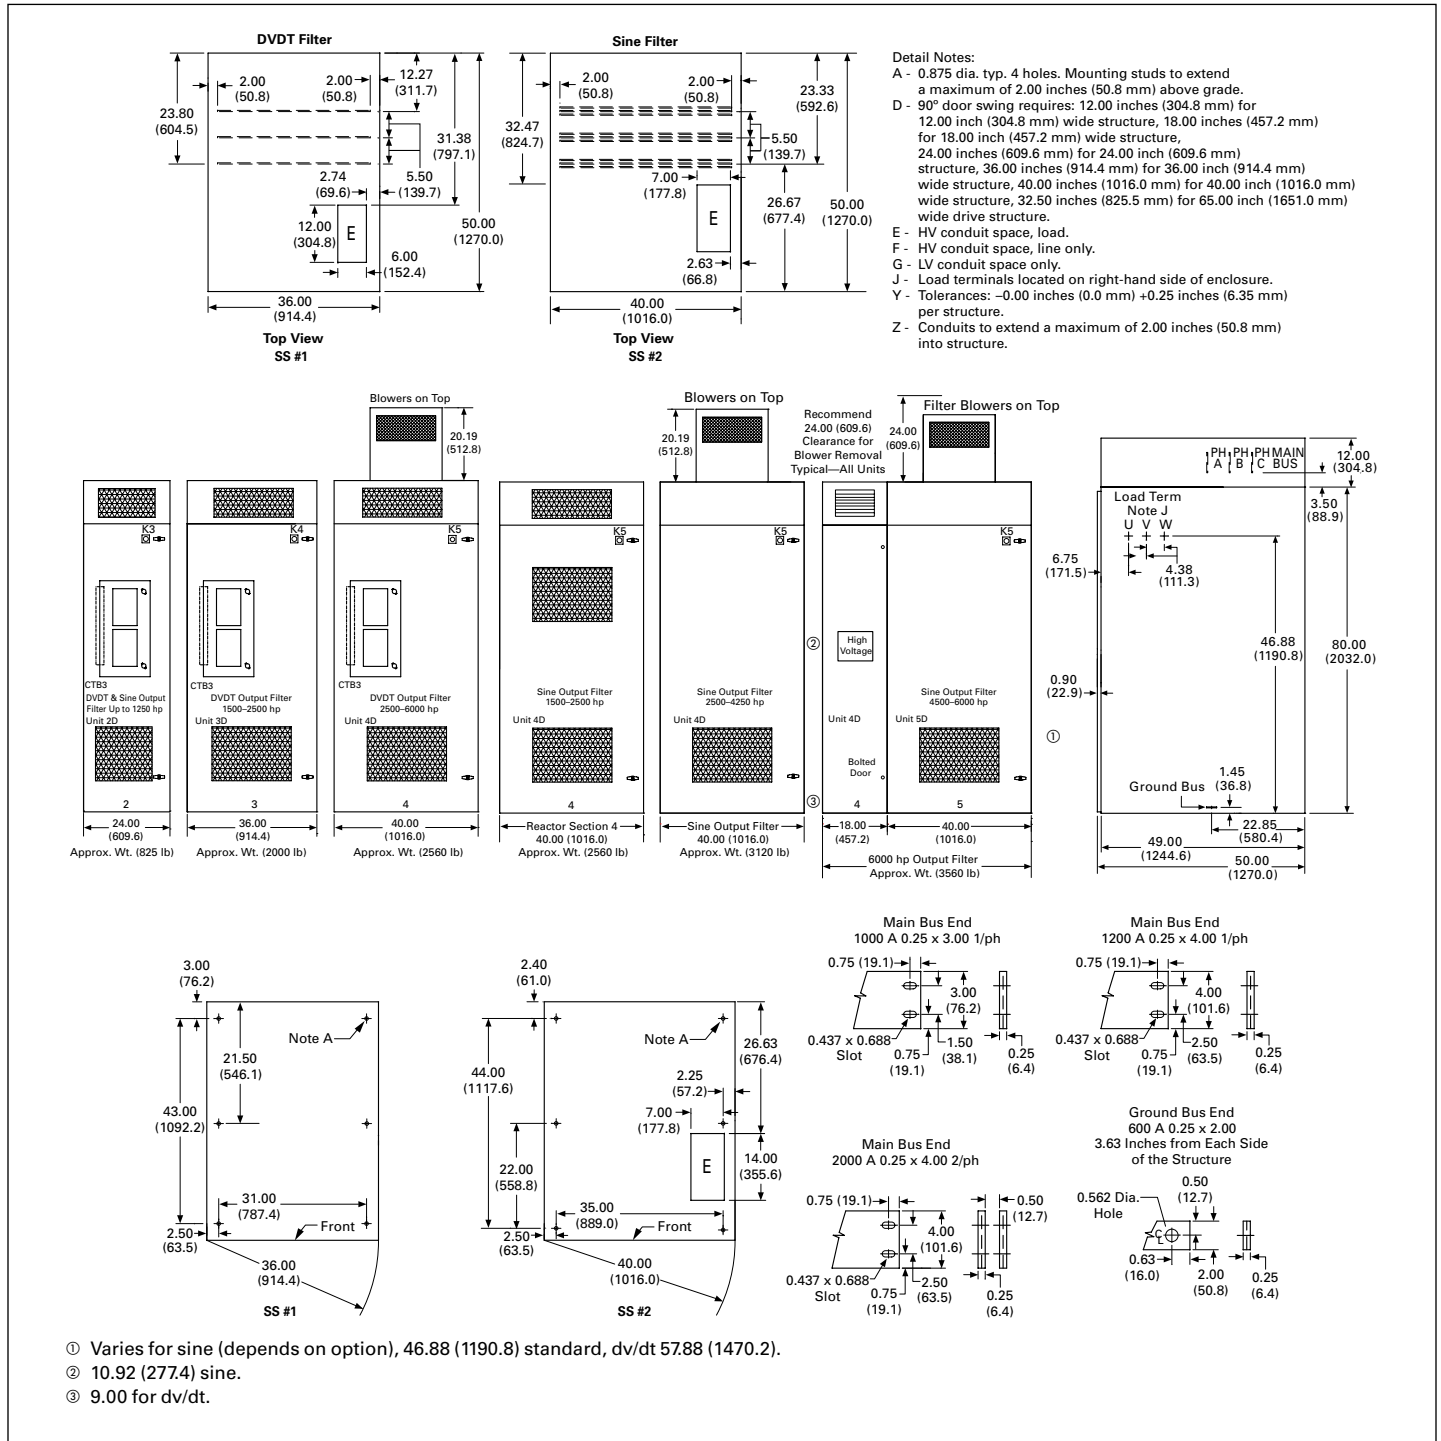 DVDT Filter
2.00
(50.8)
2.00
(50.8)
12.27
(311.7)
23.80
(604.5)
31.38
(797.1)
2.74
(69.6)
5.50
(139.7)
12.00
(304.8)
E
6.00
(152.4)
50.00
(1270.0)
36.00
(914.4)
Top View
SS #1
Sine Filter
2.00
(50.8)
2.00
(50.8)
23.33
(592.6)
32.47
(824.7)
5.50
(139.7)
7.00
(177.8)
E
26.67
(677.4)
50.00
(1270.0)
2.63
(66.8)
40.00
(1016.0)
Top View
SS #2
Detail Notes:
A - 0.875 dia. typ. 4 holes. Mounting studs to extend
a maximum of 2.00 inches (50.8 mm) above grade.
D - 90º door swing requires: 12.00 inches (304.8 mm) for
12.00 inch (304.8 mm) wide structure, 18.00 inches (457.2 mm)
for 18.00 inch (457.2 mm) wide structure,
24.00 inches (609.6 mm) for 24.00 inch (609.6 mm)
structure, 36.00 inches (914.4 mm) for 36.00 inch (914.4 mm)
wide structure, 40.00 inches (1016.0 mm) for 40.00 inch (1016.0 mm)
wide structure, 32.50 inches (825.5 mm) for 65.00 inch (1651.0 mm)
wide drive structure.
E - HV conduit space, load.
F - HV conduit space, line only.
G - LV conduit space only.
J - Load terminals located on right-hand side of enclosure.
Y - Tolerances: –0.00 inches (0.0 mm) +0.25 inches (6.35 mm)
per structure.
Z - Conduits to extend a maximum of 2.00 inches (50.8 mm)
into structure.
K3
CTB3
DVDT & Sine Output
Filter Up to 1250 hp
Unit 2D
2
24.00
(609.6)
Approx. Wt. (825 lb)
K4
CTB3
DVDT Output Filter
1500–2500 hp
Unit 3D
3
36.00
(914.4)
Approx. Wt. (2000 lb)
Blowers on Top
20.19
(512.8)
K5
CTB3
DVDT Output Filter
2500–6000 hp
Unit 4D
4
40.00
(1016.0)
Approx. Wt. (2560 lb)
K5
Sine Output Filter
1500–2500 hp
Unit 4D
4
Reactor Section 4
40.00 (1016.0)
Approx. Wt. (2560 lb)
Blowers on Top
20.19
(512.8)
K5
Sine Output Filter
2500–4250 hp
Unit 4D
Sine Output Filter
40.00 (1016.0)
Approx. Wt. (3120 lb)
Recommend
24.00 (609.6)
Clearance for
Blower Removal
Typical—All Units
24.00
(609.6)
Filter Blowers on Top
②
High
Voltage
Unit 4D
Bolted
Door
③
4
18.00
(457.2)
K5
Sine Output Filter
4500–6000 hp
Unit 5D
5
40.00
(1016.0)
6000 hp Output Filter
Approx. Wt. (3560 lb)
①
PH PH PH MAIN
A B C BUS
12.00
(304.8)
3.50
(88.9)
Load Term
Note J
U V W
6.75
(171.5)
4.38
(111.3)
46.88
(1190.8)
80.00
(2032.0)
0.90
(22.9)
Ground Bus
1.45
(36.8)
22.85
(580.4)
49.00
(1244.6)
50.00
(1270.0)
3.00
(76.2)
21.50
(546.1)
Note A
43.00
(1092.2)
31.00
(787.4)
2.50
(63.5)
Front
36.00
(914.4)
SS #1
2.40
(61.0)
Note A
26.63
(676.4)
44.00
(1117.6)
2.25
(57.2)
7.00
(177.8)
E
14.00
(355.6)
22.00
(558.8)
35.00
(889.0)
2.50
(63.5)
Front
40.00
(1016.0)
SS #2
Main Bus End
1000 A 0.25 x 3.00 1/ph
0.75 (19.1)
3.00
(76.2)
0.437 x 0.688
Slot
0.75
(19.1)
1.50
(38.1)
0.25
(6.4)
Main Bus End
1200 A 0.25 x 4.00 1/ph
0.75 (19.1)
4.00
(101.6)
0.437 x 0.688
Slot
0.75
(19.1)
2.50
(63.5)
0.25
(6.4)
Main Bus End
2000 A 0.25 x 4.00 2/ph
0.75 (19.1)
0.50
(12.7)
4.00
(101.6)
0.437 x 0.688
Slot
0.75
(19.1)
2.50
(63.5)
0.25
(6.4)
Ground Bus End
600 A 0.25 x 2.00
3.63 Inches from Each Side
of the Structure
0.562 Dia.
Hole
0.50
(12.7)
CL
0.63
(16.0)
2.00
(50.8)
0.25
(6.4)
① Varies for sine (depends on option), 46.88 (1190.8) standard, dv/dt 57.88 (1470.2).
② 10.92 (277.4) sine.
③ 9.00 for dv/dt.